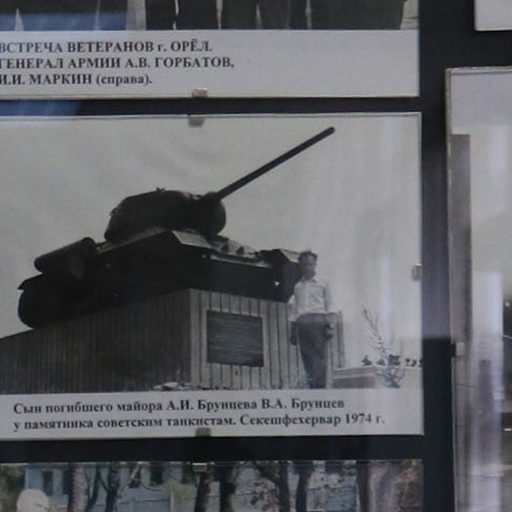 ВСТРЕЧА ВЕТЕРАНОВ г. ОРЁЛ.
ГЕНЕРАЛ АРМИИ А.В. ГОРБАТОВ,
И.И. МАРКИН (справа).
Сын погибшего майора А.И. Брунцева В.А. Брунцев
у памятника советским танкистам. Секешфехервар 1974 г.